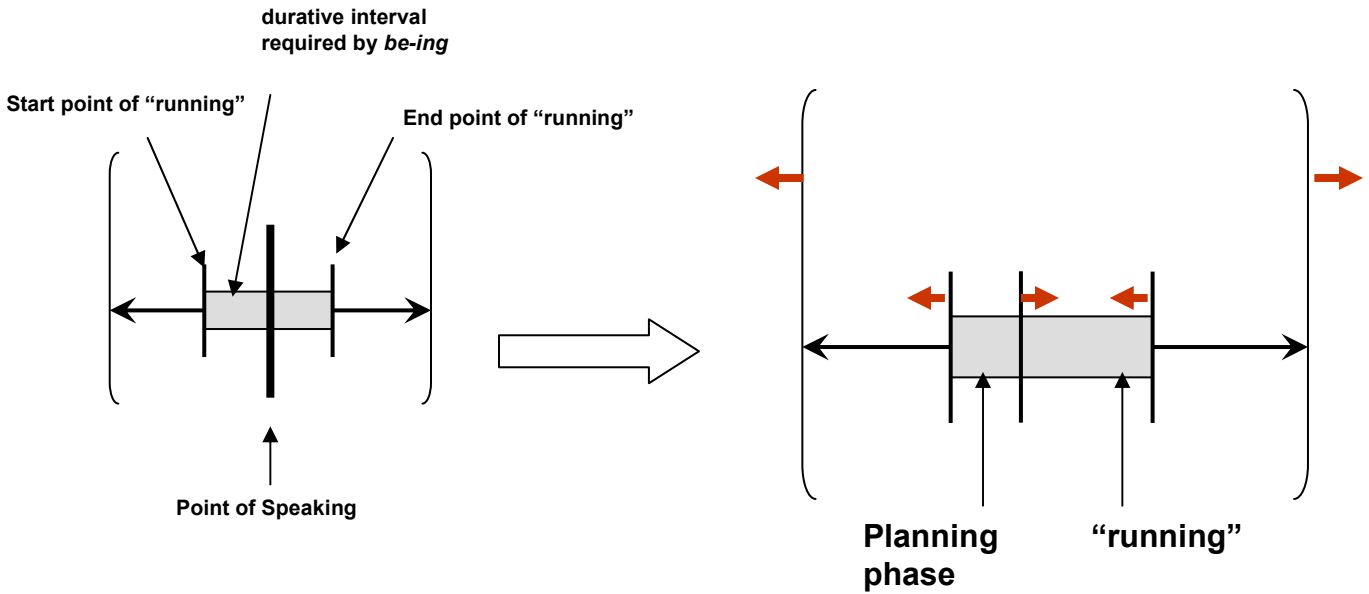 durative interval
required by be-ing
Start point of “running”
End point of “running”
Point of Speaking
Planning
phase
“running”